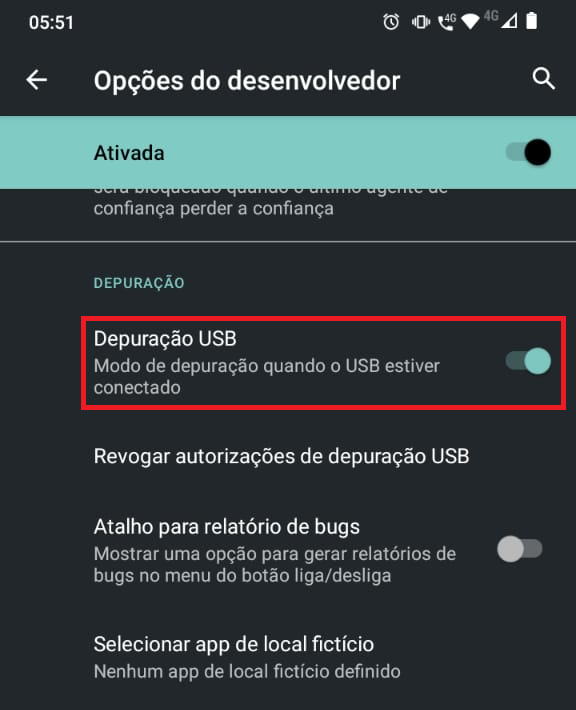 05:51
4G
4G
Opções do desenvolvedor
Ativada
será bloqueado quando o último agente de
confiança perder a confiança
DEPURAÇÃO
Depuração USB
Modo de depuração quando o USB estiver
conectado
Revogar autorizações de depuração USB
Atalho para relatório de bugs
Mostrar uma opção para gerar relatórios de
bugs no menu do botão liga/desliga
Selecionar app de local fictício
Nenhum app de local fictício definido